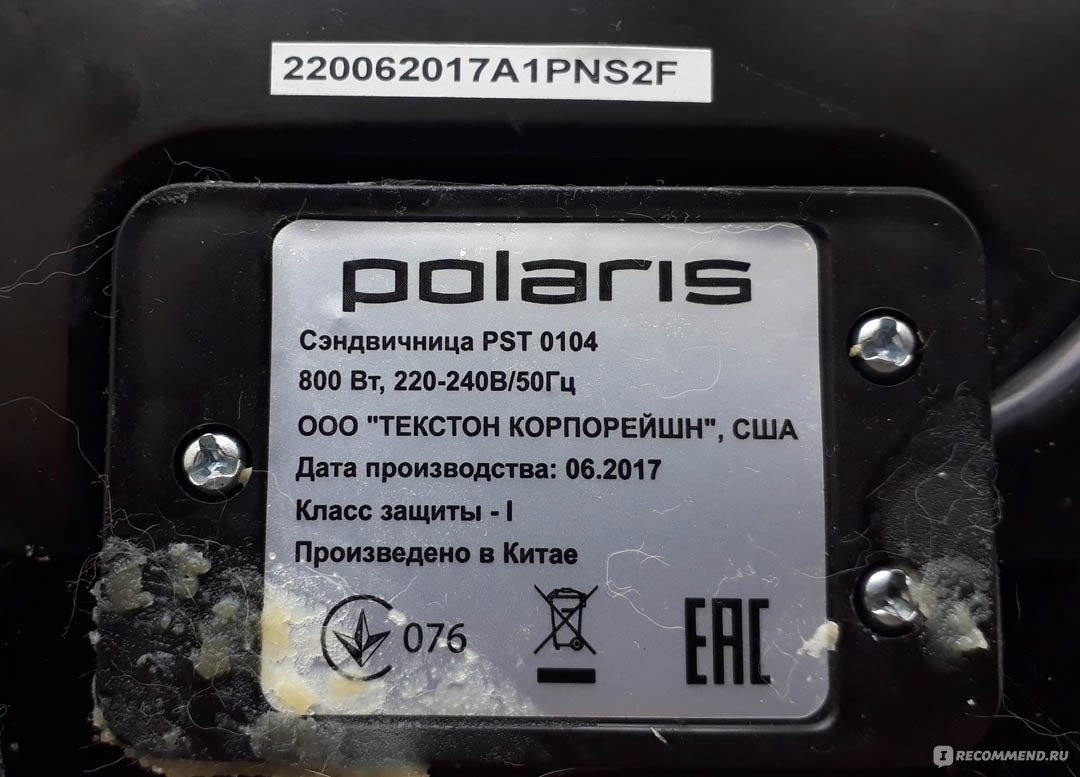 220062017A1PNS2F
polaris
Сэндвичница PST 0104
800 Вт, 220-240В/50Гц
ООО "ТЕКСТОН КОРПОРЕЙШН", США
Дата производства: 06.2017
Класс защиты - I
Произведено в Китае
076
EAC
IRECOMMEND.RU